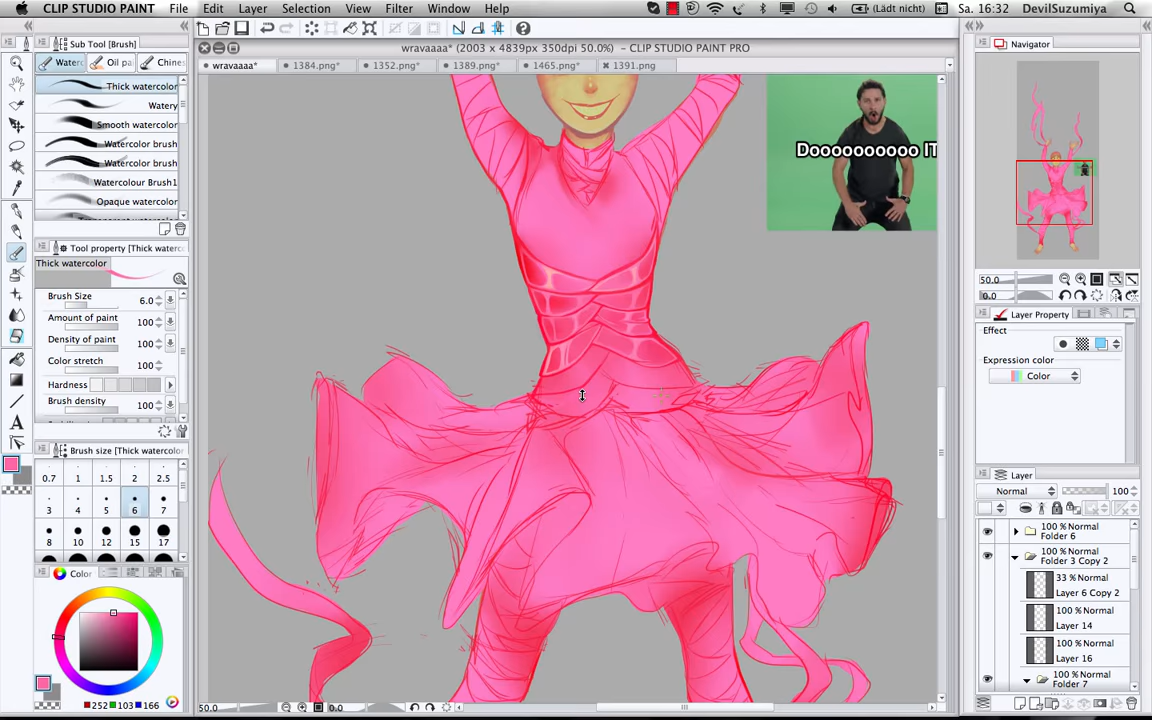 CLIP STUDIO PAINT File Edit Layer Selection View Filter Window Help (Lädt nicht) Sa. 16:32 DevilSuzumiya
wravaaaa* (2003 x 4839px 350dpi 50.0%) - CLIP STUDIO PAINT PRO
wravaaaa* 1384.png* 1352.png* 1389.png* 1465.png* 1391.png
Sub Tool [Brush]
Waterc Oil pa Chines
Thick watercolor
Watery
Smooth watercolor
Watercolor brush
Watercolor brush
Watercolour Brush1
Opaque watercolor
Tool property [Thick waterc
Thick watercolor
Brush Size 6.0
Amount of paint 100
Density of paint 100
Color stretch 100
Hardness
Brush density 100
Brush size [Thick watercolor
0.7 1 1.5 2 2.5
3 4 5 6 7
8 10 12 15 17
Color
252 103 166
Doooooooooo IT
50.0 0.0
Navigator
50.0
0.0
Layer Property
Effect
Expression color
Color
Layer
Normal 100
100 % Normal
Folder 6
100 % Normal
Folder 3 Copy 2
33 % Normal
Layer 6 Copy 2
100 % Normal
Layer 14
100 % Normal
Layer 16
100 % Normal
Folder 7